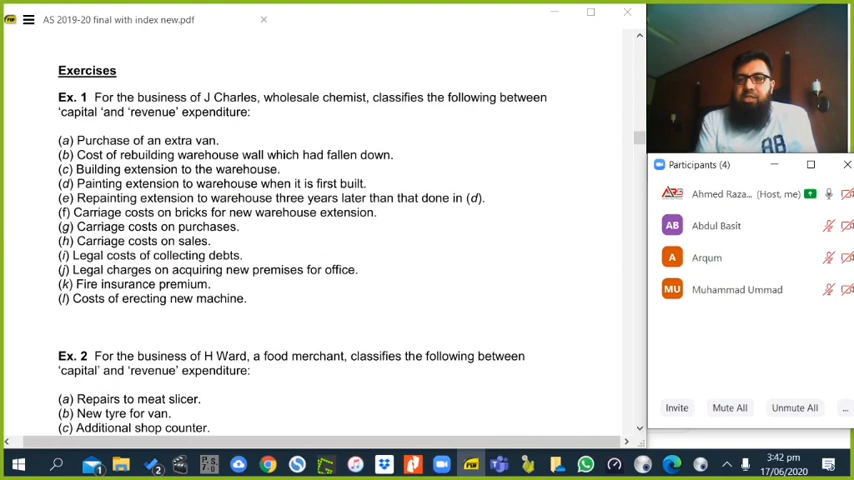 AS 2019-20 final with index new.pdf
Exercises
Ex. 1 For the business of J Charles, wholesale chemist, classifies the following between
'capital 'and 'revenue' expenditure:
(a) Purchase of an extra van.
(b) Cost of rebuilding warehouse wall which had fallen down.
(c) Building extension to the warehouse.
(d) Painting extension to warehouse when it is first built.
(e) Repainting extension to warehouse three years later than that done in (d).
(f) Carriage costs on bricks for new warehouse extension.
(g) Carriage costs on purchases.
(h) Carriage costs on sales.
(i) Legal costs of collecting debts.
(j) Legal charges on acquiring new premises for office.
(k) Fire insurance premium.
(l) Costs of erecting new machine.
Ex. 2 For the business of H Ward, a food merchant, classifies the following between
'capital' and 'revenue' expenditure:
(a) Repairs to meat slicer.
(b) New tyre for van.
(c) Additional shop counter.
Participants (4)
ARS Ahmed Raza... (Host, me)
AB Abdul Basit
A Arqum
MU Muhammad Ummad
Invite Mute All Unmute All ...
3:42 pm
17/06/2020